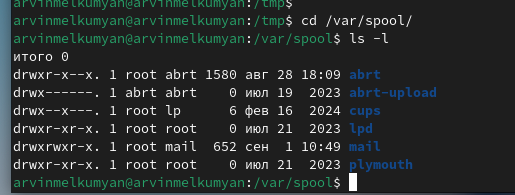 arvinmelkumyan@arvinmelkumyan:/tmp$
arvinmelkumyan@arvinmelkumyan:/tmp$ cd /var/spool/
arvinmelkumyan@arvinmelkumyan:/var/spool$ ls -l
итого 0
drwxr-x--x. 1 root abrt 1580 авг 28 18:09 abrt
drwx------. 1 abrt abrt    0 июл 19  2023 abrt-upload
drwx--x---. 1 root lp      6 фев 16  2024 cups
drwxr-xr-x. 1 root root    0 июл 21  2023 lpd
drwxrwxr-x. 1 root mail  652 сен  1 10:49 mail
drwxr-xr-x. 1 root root    0 июл 21  2023 plymouth
arvinmelkumyan@arvinmelkumyan:/var/spool$